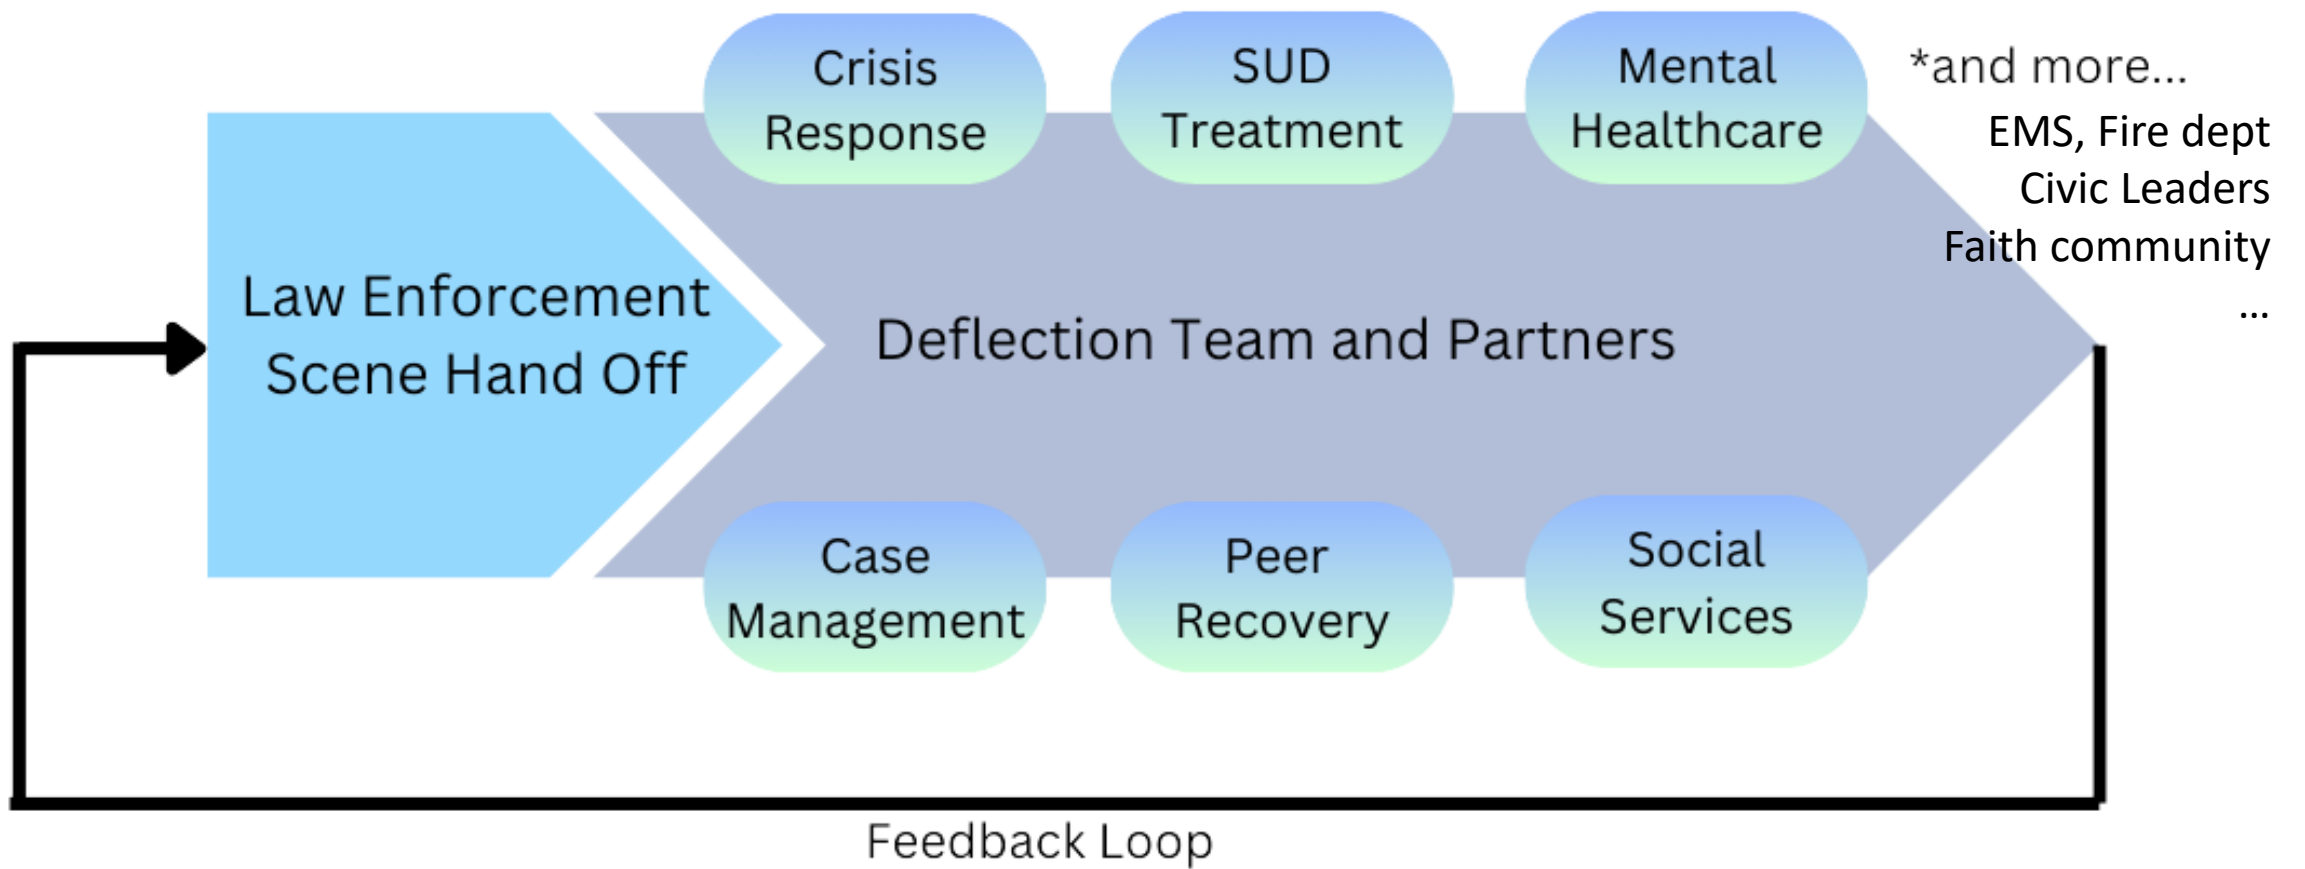 Crisis
Response
SUD
Treatment
Mental
Healthcare
*and more...
EMS, Fire dept
Civic Leaders
Faith community
...
Law Enforcement
Scene Hand Off
Deflection Team and Partners
Case
Management
Peer
Recovery
Social
Services
Feedback Loop